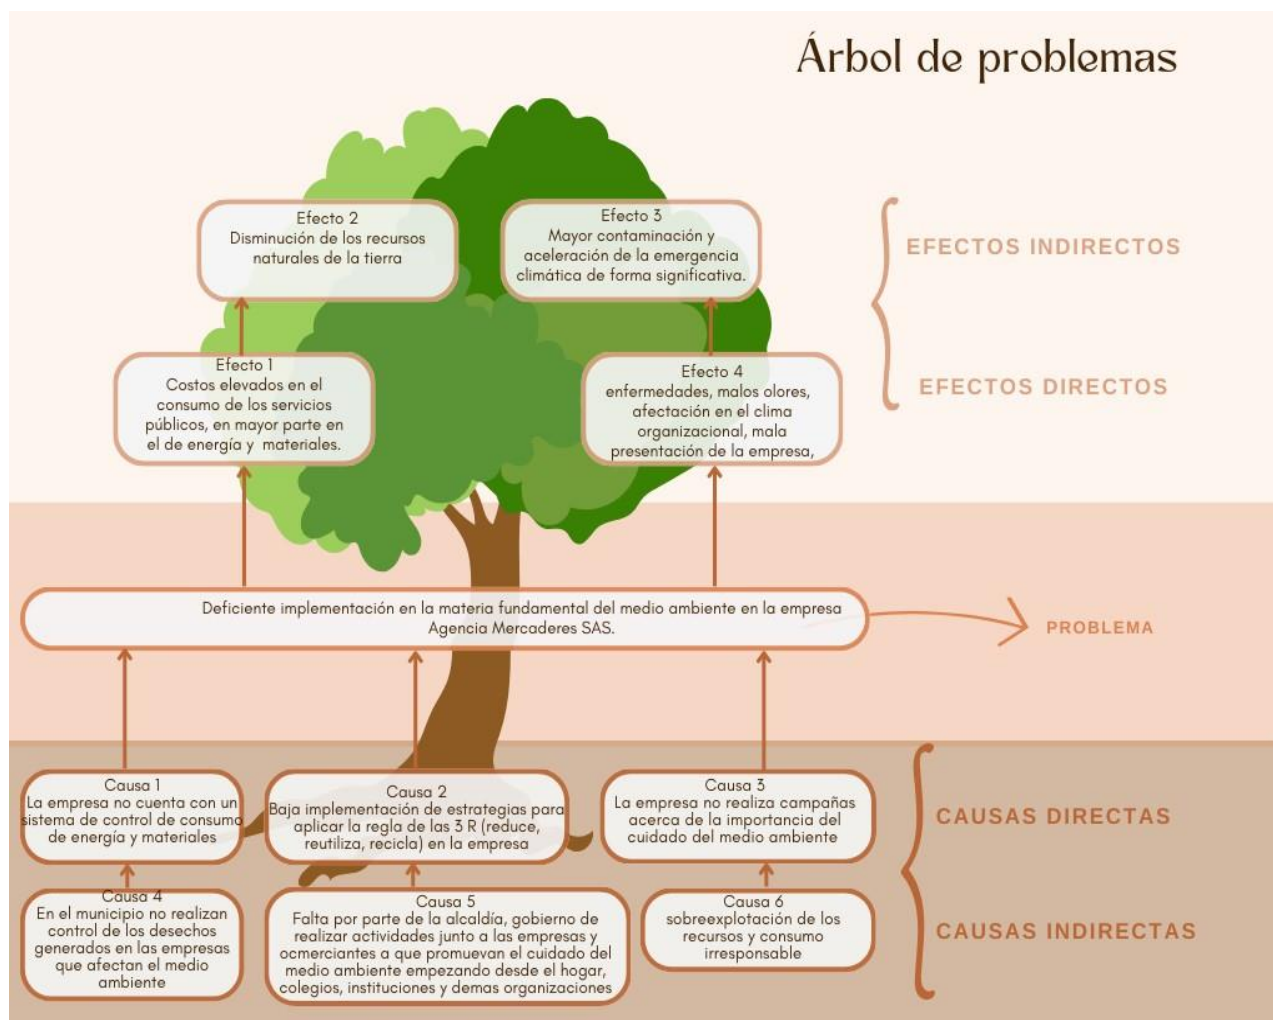 Árbol de problemas
Efecto 2
Disminución de los recursos
naturales de la tierra
Efecto 3
Mayor contaminación y
aceleración de la emergencia
climática de forma significativa.
EFECTOS INDIRECTOS
Efecto 1
Costos elevados en el
consumo de los servicios
públicos, en mayor parte en
el de energía y materiales.
Efecto 4
enfermedades, malos olores,
afectación en el clima
organizacional, mala
presentación de la empresa,
EFECTOS DIRECTOS
Deficiente implementación en la materia fundamental del medio ambiente en la empresa
Agencia Mercaderes SAS.
PROBLEMA
Causa 1
La empresa no cuenta con un
sistema de control de consumo
de energía y materiales
Causa 2
Baja implementación de estrategias para
aplicar la regla de las 3 R (reduce,
reutiliza, recicla) en la empresa
Causa 3
La empresa no realiza campañas
acerca de la importancia del
cuidado del medio ambiente
CAUSAS DIRECTAS
Causa 4
En el municipio no realizan
control de los desechos
generados en las empresas
que afectan el medio
ambiente
Causa 5
Falta por parte de la alcaldía, gobierno de
realizar actividades junto a las empresas y
ocmerciantes a que promuevan el cuidado del
medio ambiente empezando desde el hogar,
colegios, instituciones y demas organizaciones
Causa 6
sobreexplotación de los
recursos y consumo
irresponsable
CAUSAS INDIRECTAS